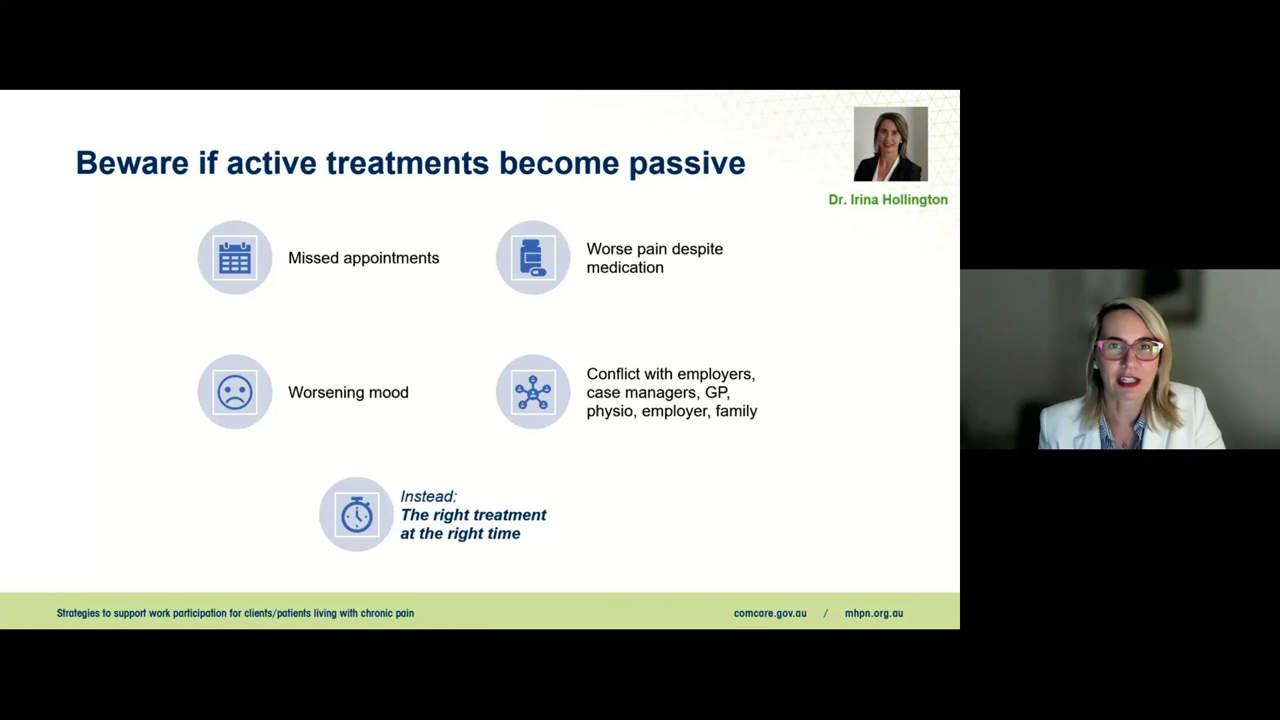 Beware if active treatments become passive
Dr. Irina Hollington
Missed appointments
Worse pain despite
medication
Worsening mood
Conflict with employers,
case managers, GP,
physio, employer, family
Instead:
The right treatment
at the right time
Strategies to support work participation for clients/patients living with chronic pain
comcare.gov.au / mhpn.org.au